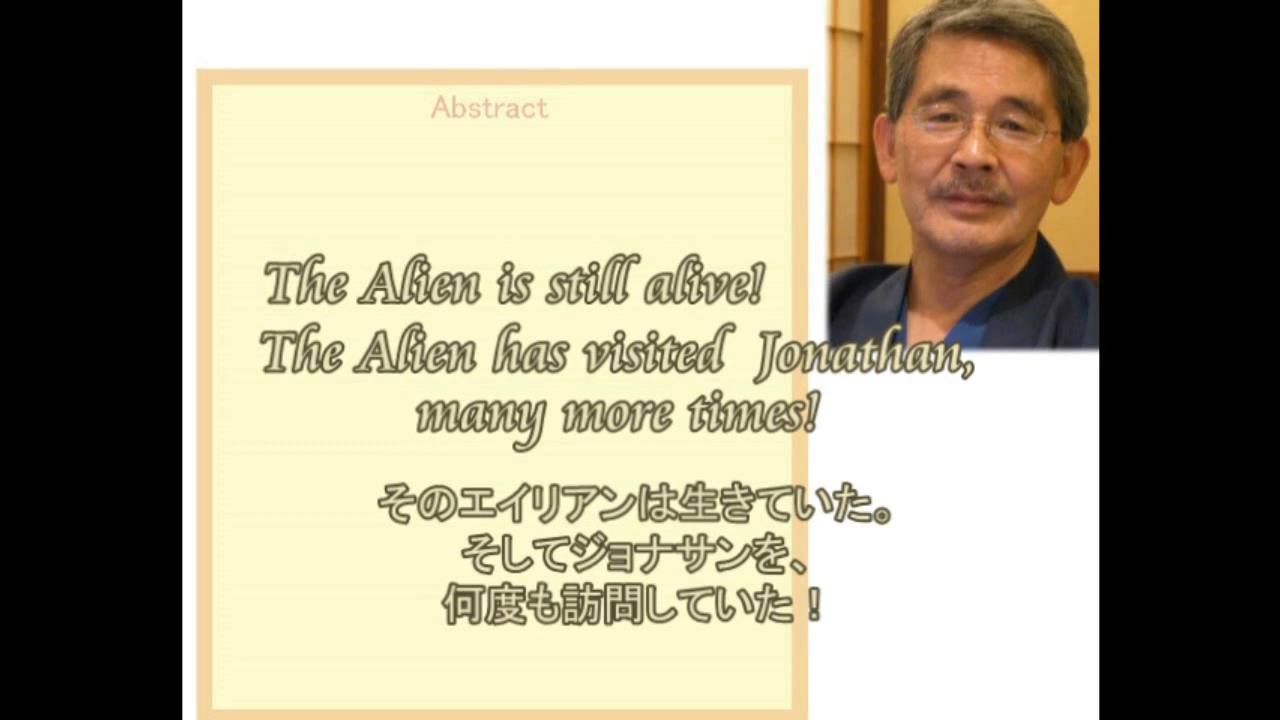 Abstract
The Alien is still alive!
The Alien has visited Jonathan,
many more times!
そのエイリアンは生きていた。
そしてジョナサンを、
何度も訪問していた！